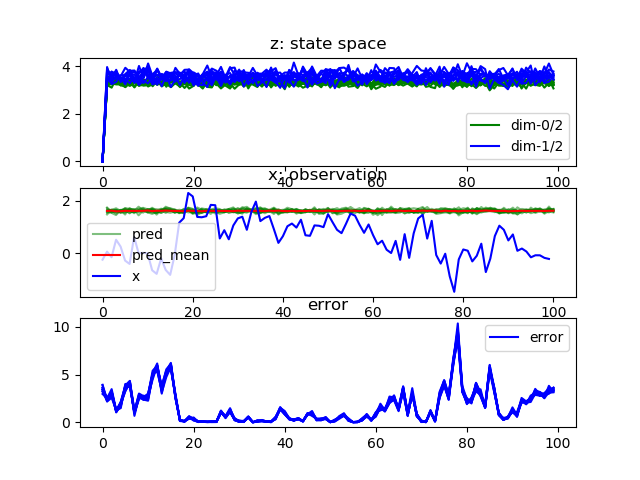 z: state space
4
2
0
dim-0/2
dim-1/2
0 20 40 60 80 100
x: observation
2
0
pred
pred_mean
x
0 20 40 60 80 100
error
10
5
0
error
0 20 40 60 80 100